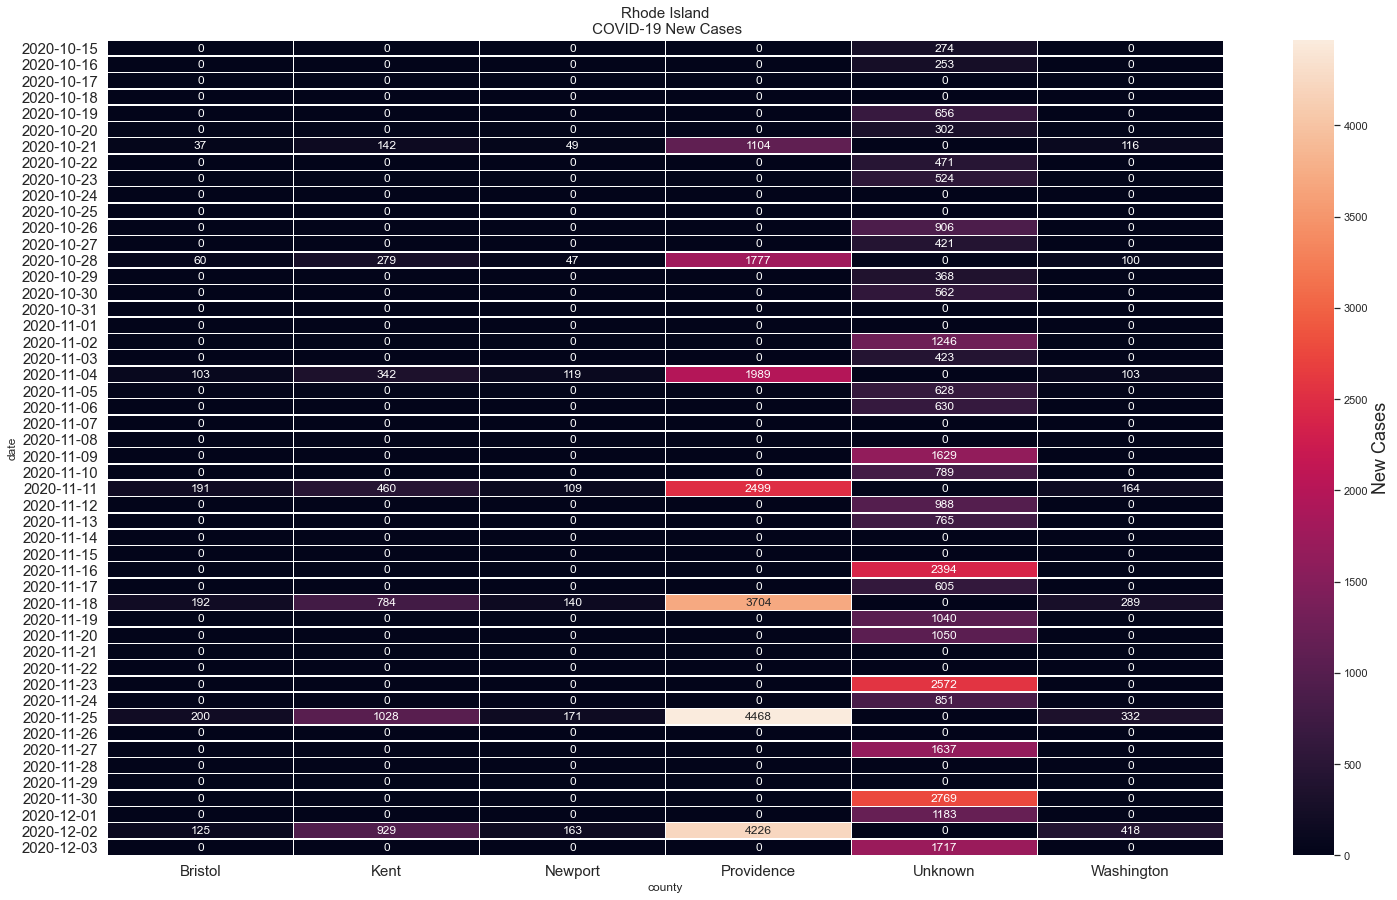 Rhode Island
COVID-19 New Cases
2020-10-15 0 0 0 0 274 0
2020-10-16 0 0 0 0 253 0
2020-10-17 0 0 0 0 0 0
2020-10-18 0 0 0 0 0 0
2020-10-19 0 0 0 0 656 0
2020-10-20 0 0 0 0 302 0
2020-10-21 37 142 49 1104 0 116
2020-10-22 0 0 0 0 471 0
2020-10-23 0 0 0 0 524 0
2020-10-24 0 0 0 0 0 0
2020-10-25 0 0 0 0 0 0
2020-10-26 0 0 0 0 906 0
2020-10-27 0 0 0 0 421 0
2020-10-28 60 279 47 1777 0 100
2020-10-29 0 0 0 0 368 0
2020-10-30 0 0 0 0 562 0
2020-10-31 0 0 0 0 0 0
2020-11-01 0 0 0 0 0 0
2020-11-02 0 0 0 0 1246 0
2020-11-03 0 0 0 0 423 0
2020-11-04 103 342 119 1989 0 103
2020-11-05 0 0 0 0 628 0
2020-11-06 0 0 0 0 630 0
2020-11-07 0 0 0 0 0 0
2020-11-08 0 0 0 0 0 0
2020-11-09 0 0 0 0 1629 0
2020-11-10 0 0 0 0 789 0
2020-11-11 191 460 109 2499 0 164
2020-11-12 0 0 0 0 988 0
2020-11-13 0 0 0 0 765 0
2020-11-14 0 0 0 0 0 0
2020-11-15 0 0 0 0 0 0
2020-11-16 0 0 0 0 2394 0
2020-11-17 0 0 0 0 605 0
2020-11-18 192 784 140 3704 0 289
2020-11-19 0 0 0 0 1040 0
2020-11-20 0 0 0 0 1050 0
2020-11-21 0 0 0 0 0 0
2020-11-22 0 0 0 0 0 0
2020-11-23 0 0 0 0 2572 0
2020-11-24 0 0 0 0 851 0
2020-11-25 200 1028 171 4468 0 332
2020-11-26 0 0 0 0 0 0
2020-11-27 0 0 0 0 1637 0
2020-11-28 0 0 0 0 0 0
2020-11-29 0 0 0 0 0 0
2020-11-30 0 0 0 0 2769 0
2020-12-01 0 0 0 0 1183 0
2020-12-02 125 929 163 4226 0 418
2020-12-03 0 0 0 0 1717 0
Bristol Kent Newport Providence Unknown Washington
county
date
4000
3500
3000
2500
2000
1500
1000
500
0
New Cases